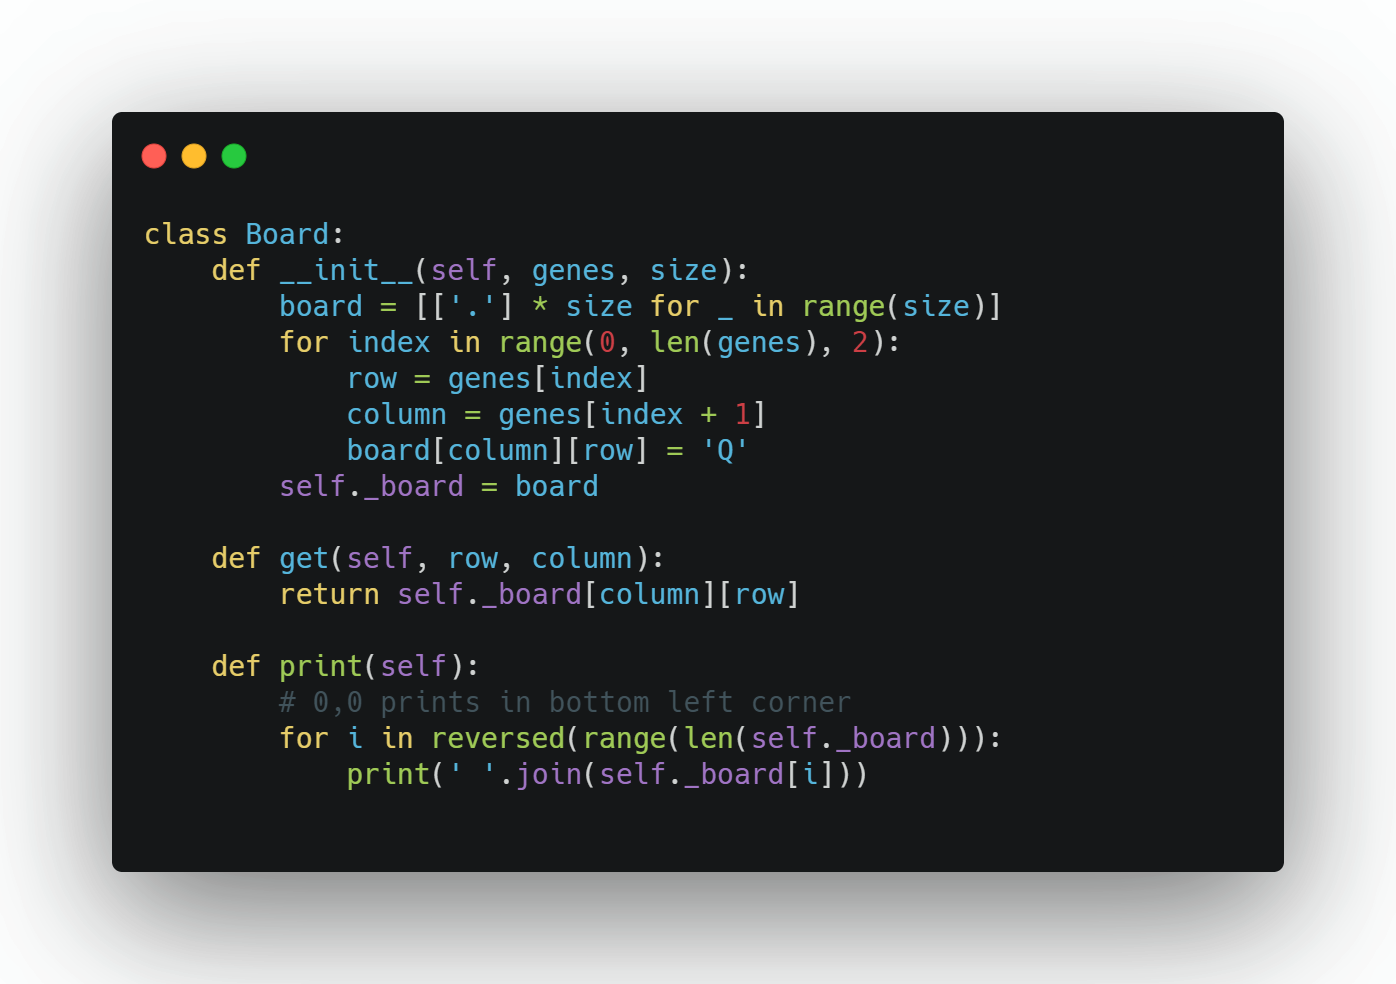 class Board:
    def __init__(self, genes, size):
        board = [['.'] * size for _ in range(size)]
        for index in range(0, len(genes), 2):
            row = genes[index]
            column = genes[index + 1]
            board[column][row] = 'Q'
        self._board = board

    def get(self, row, column):
        return self._board[column][row]

    def print(self):
        # 0,0 prints in bottom left corner
        for i in reversed(range(len(self._board))):
            print(' '.join(self._board[i]))